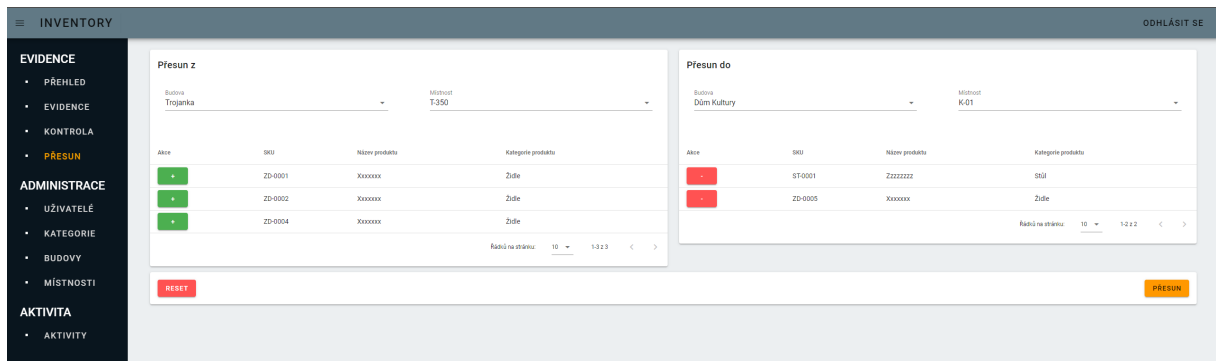 INVENTORY
ODHLÁSIT SE
EVIDENCE
PŘEHLED
EVIDENCE
KONTROLA
PŘESUN
ADMINISTRACE
UŽIVATELÉ
KATEGORIE
BUDOVY
MÍSTNOSTI
AKTIVITA
AKTIVITY
Přesun z
Budova
Trojanka
Místnost
T-350
Akce SKU Název produktu Kategorie produktu
+ ZD-0001 Xxxxxxx Židle
+ ZD-0002 Xxxxxxx Židle
+ ZD-0004 Xxxxxxx Židle
Řádků na stránku: 10 1-3 z 3
Přesun do
Budova
Dům Kultury
Místnost
K-01
Akce SKU Název produktu Kategorie produktu
- ST-0001 Zzzzzzzz Stůl
- ZD-0005 Xxxxxxx Židle
Řádků na stránku: 10 1-2 z 2
RESET
PŘESUN